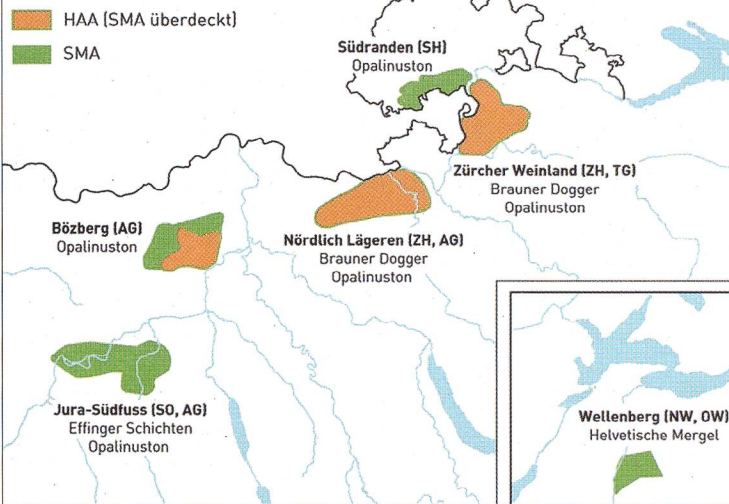 HAA (SMA überdeckt)
SMA
Südranden (SH)
Opalinuston
Zürcher Weinland (ZH, TG)
Brauner Dogger
Opalinuston
Bözberg (AG)
Opalinuston
Nördlich Lägeren (ZH, AG)
Brauner Dogger
Opalinuston
Jura-Südfuss (SO, AG)
Effinger Schichten
Opalinuston
Wellenberg (NW, OW)
Helvetische Mergel